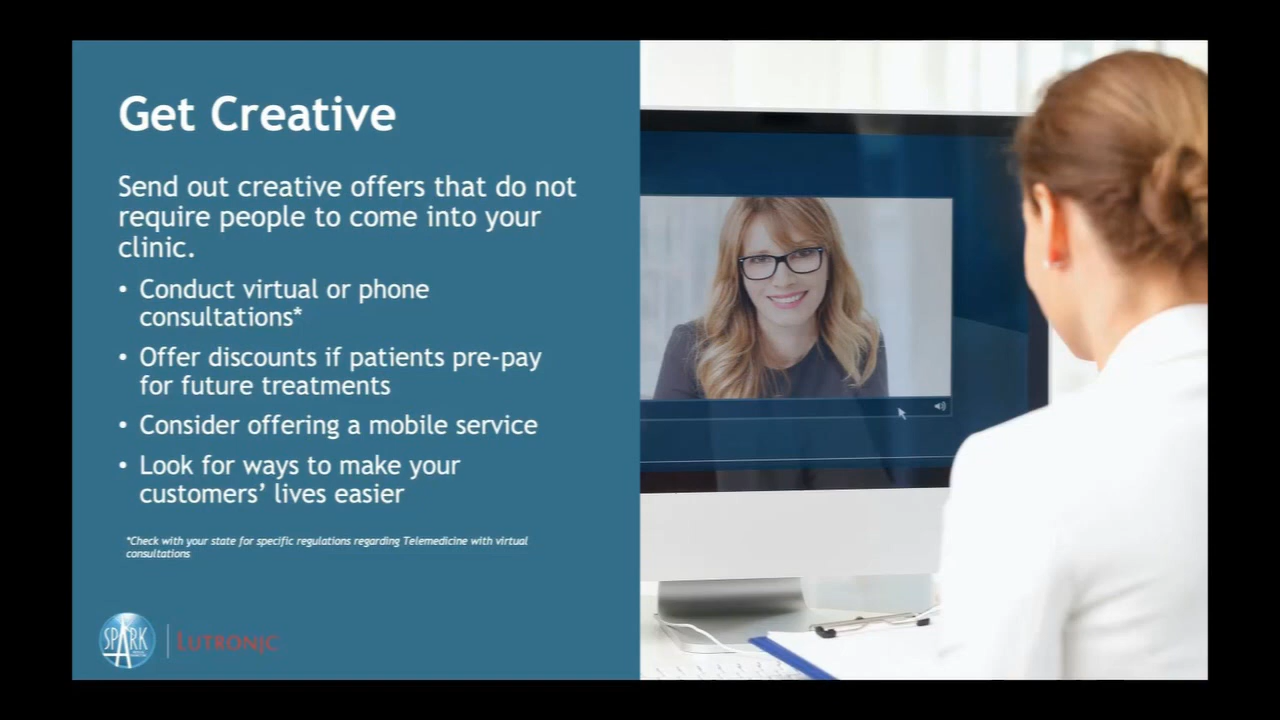 Get Creative
Send out creative offers that do not
require people to come into your
clinic.
• Conduct virtual or phone
consultations*
• Offer discounts if patients pre-pay
for future treatments
• Consider offering a mobile service
• Look for ways to make your
customers’ lives easier
*Check with your state for specific regulations regarding Telemedicine with virtual
consultations
SPARK
LUTRONIC